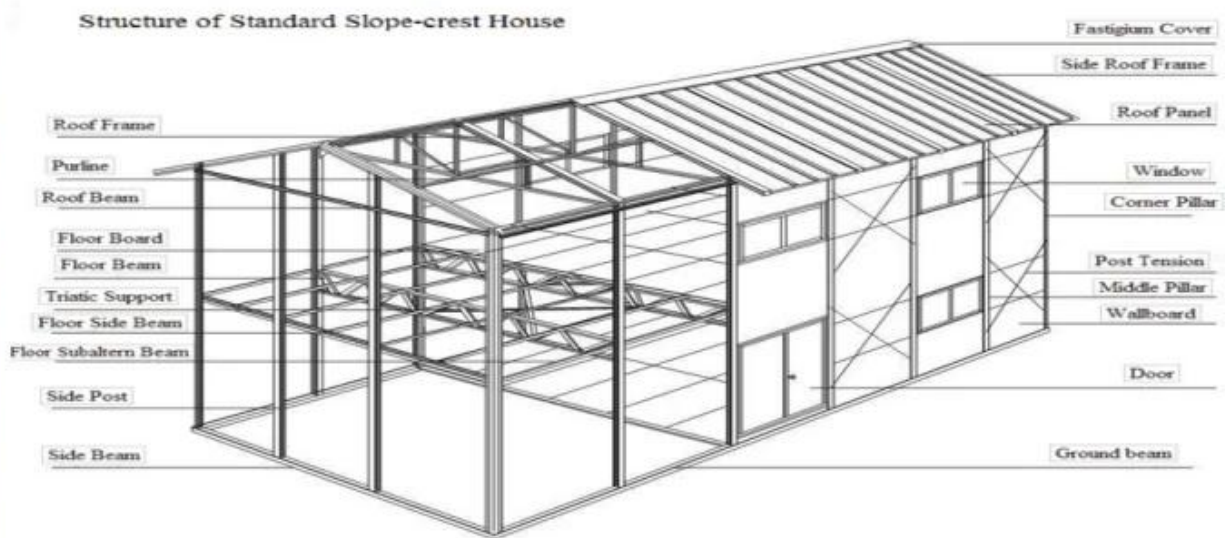 Structure of Standard Slope-crest House
Fastigium Cover
Side Roof Frame
Roof Panel
Window
Corner Pillar
Post Tension
Middle Pillar
Wallboard
Door
Ground beam
Roof Frame
Purline
Roof Beam
Floor Board
Floor Beam
Triatic Support
Floor Side Beam
Floor Subaltern Beam
Side Post
Side Beam